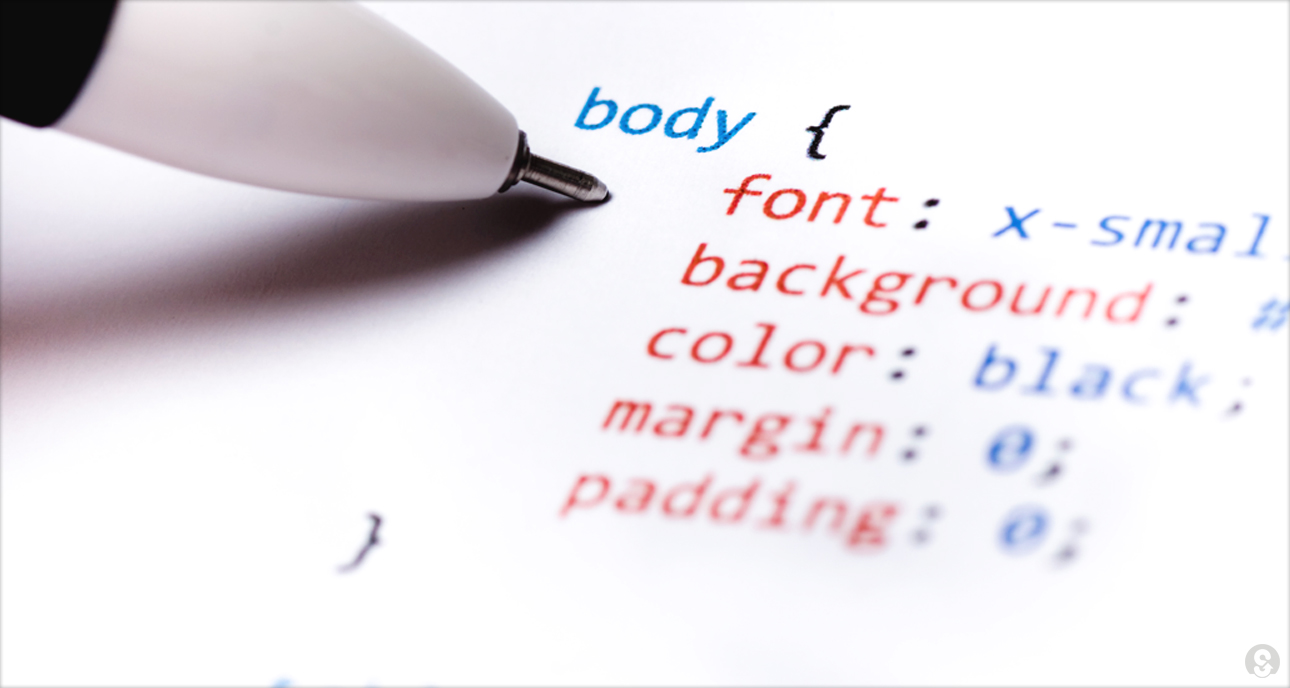 body {
font: x-smal
background: #
color: black;
margin: 0;
padding: 0;
}